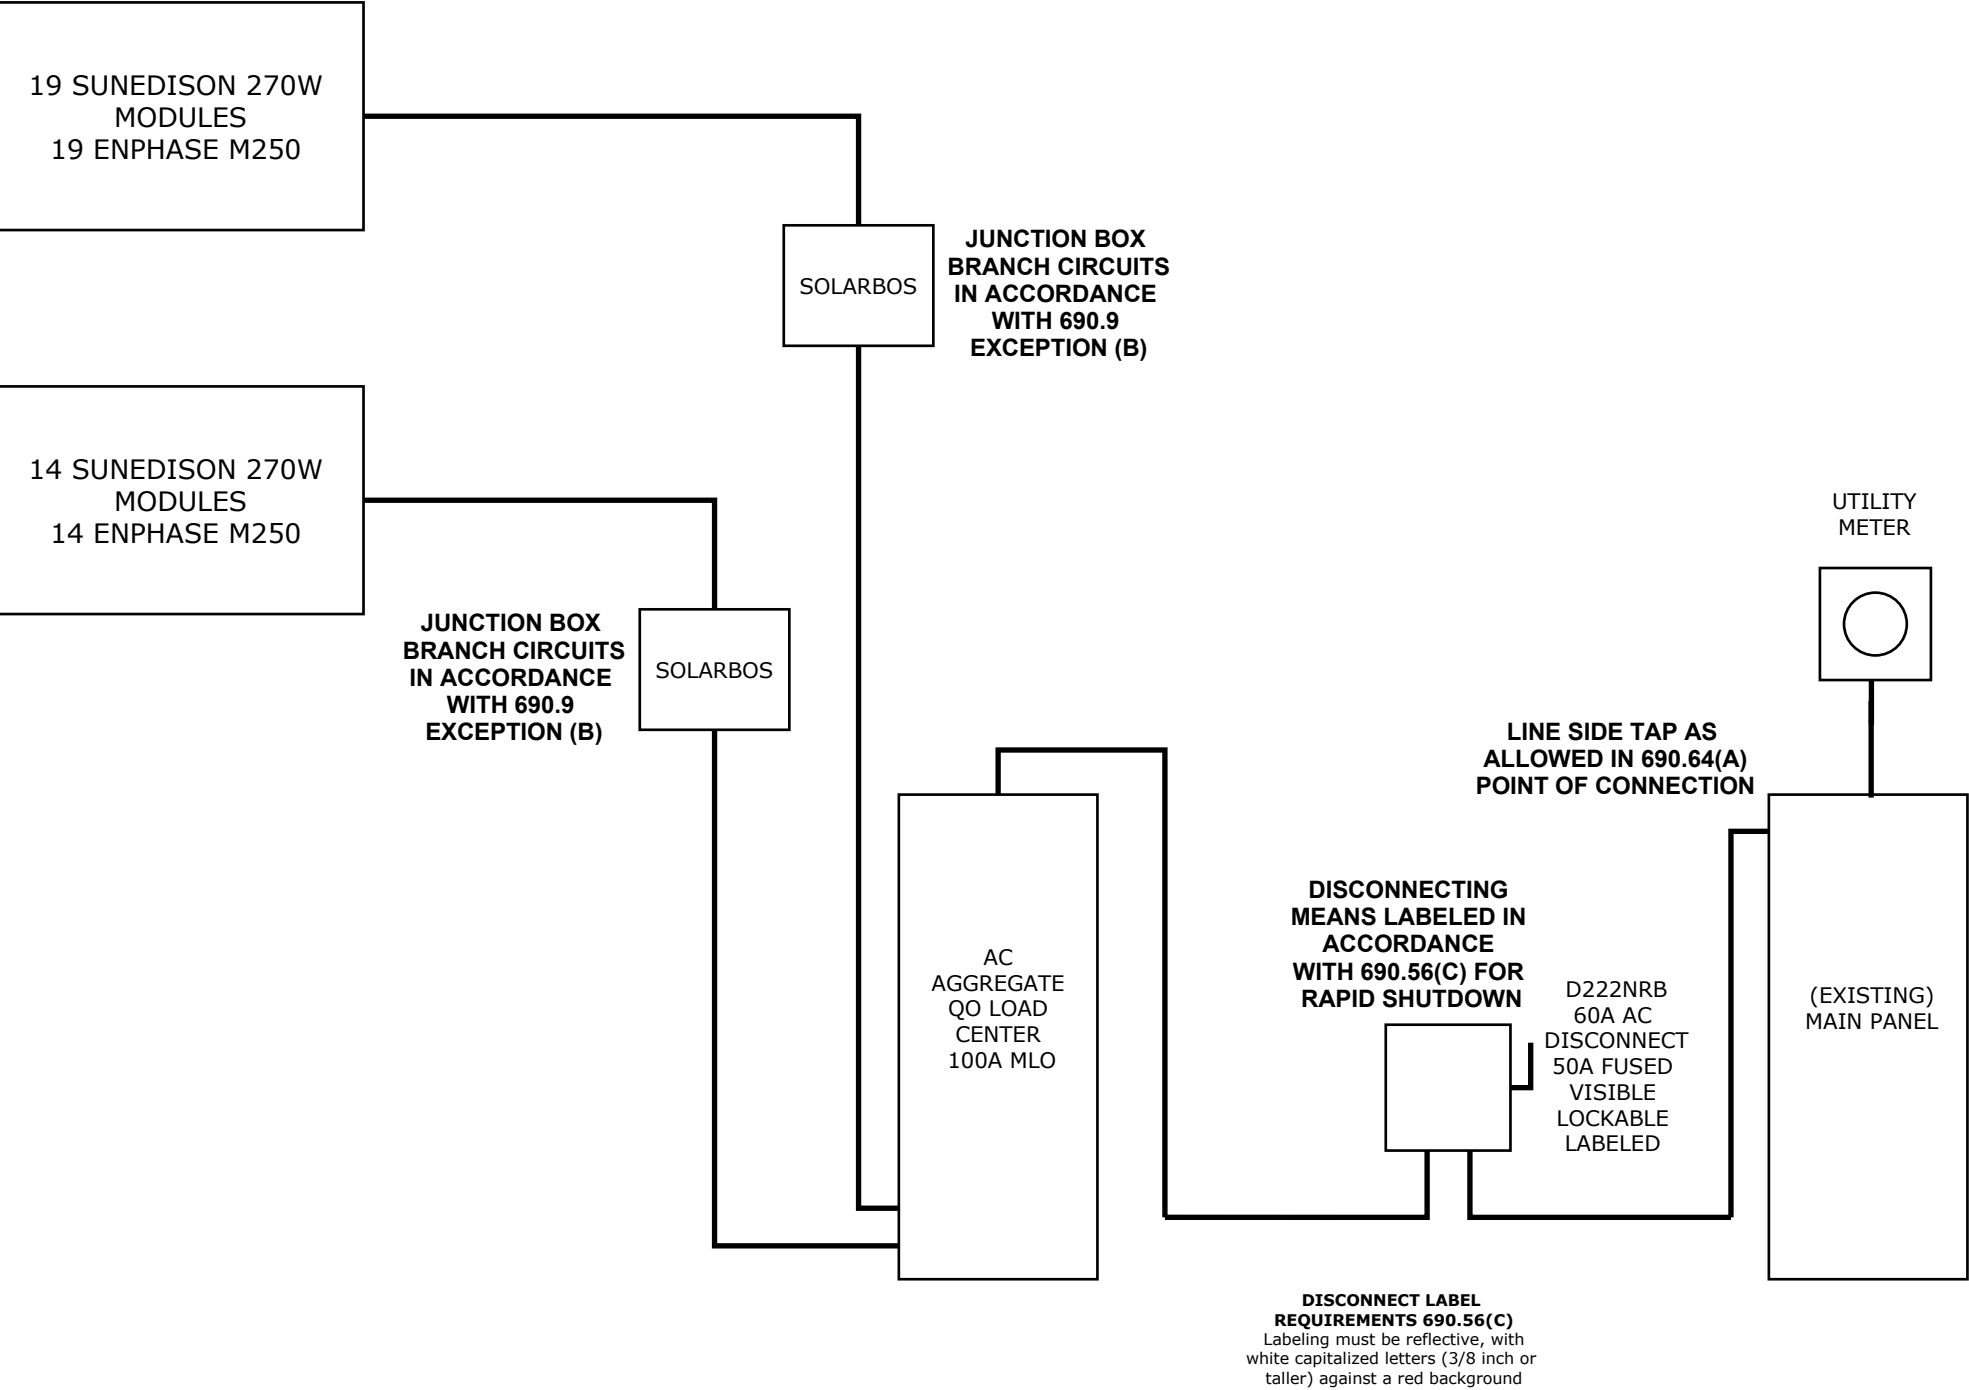 19 SUNEDISON 270W
MODULES
19 ENPHASE M250
SOLARBOS
JUNCTION BOX
BRANCH CIRCUITS
IN ACCORDANCE
WITH 690.9
EXCEPTION (B)
14 SUNEDISON 270W
MODULES
14 ENPHASE M250
JUNCTION BOX
BRANCH CIRCUITS
IN ACCORDANCE
WITH 690.9
EXCEPTION (B)
SOLARBOS
UTILITY
METER
LINE SIDE TAP AS
ALLOWED IN 690.64(A)
POINT OF CONNECTION
AC
AGGREGATE
QO LOAD
CENTER
100A MLO
DISCONNECTING
MEANS LABELED IN
ACCORDANCE
WITH 690.56(C) FOR
RAPID SHUTDOWN
D222NRB
60A AC
DISCONNECT
50A FUSED
VISIBLE
LOCKABLE
LABELED
(EXISTING)
MAIN PANEL
DISCONNECT LABEL
REQUIREMENTS 690.56(C)
Labeling must be reflective, with
white capitalized letters (3/8 inch or
taller) against a red background